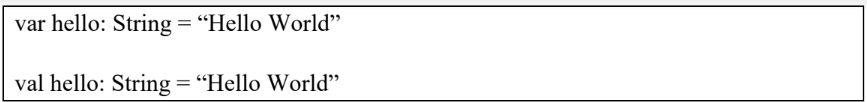 var hello: String = “Hello World”
val hello: String = “Hello World”